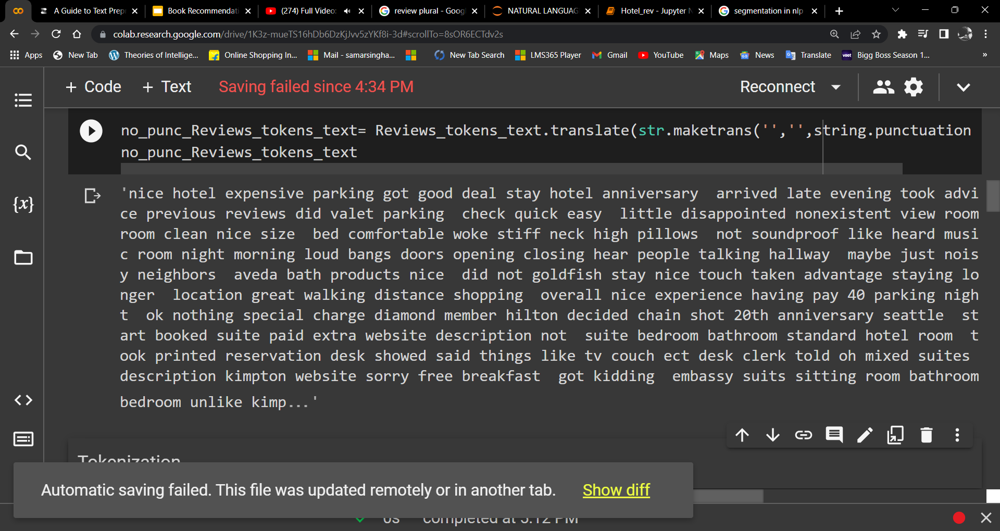 A Guide to Text Prep
Book Recommendati
(274) Full Video:
review plural - Goog
NATURAL LANGUAG
Hotel_rev - Jupyter N
segmentation in nlp
colab.research.google.com/drive/1K3z-mueTS16hDb6DzKjJvv5zYKf8i-3d#scrollTo=8sOR6ECTdv2s
Apps
New Tab
Theories of Intellige...
Online Shopping In...
Mail - samarsingha...
New Tab Search
LMS365 Player
Gmail
YouTube
Maps
News
Translate
voot
Bigg Boss Season 1...
»
+ Code
+ Text
Saving failed since 4:34 PM
Reconnect
{x}
no_punc_Reviews_tokens_text= Reviews_tokens_text.translate(str.maketrans('','',string.punctuation
no_punc_Reviews_tokens_text
'nice hotel expensive parking got good deal stay hotel anniversary  arrived late evening took advi
ce previous reviews did valet parking  check quick easy  little disappointed nonexistent view room
room clean nice size  bed comfortable woke stiff neck high pillows  not soundproof like heard musi
c room night morning loud bangs doors opening closing hear people talking hallway  maybe just nois
y neighbors  aveda bath products nice  did not goldfish stay nice touch taken advantage staying lo
nger  location great walking distance shopping  overall nice experience having pay 40 parking nigh
t  ok nothing special charge diamond member hilton decided chain shot 20th anniversary seattle  st
art booked suite paid extra website description not  suite bedroom bathroom standard hotel room  t
ook printed reservation desk showed said things like tv couch ect desk clerk told oh mixed suites
description kimpton website sorry free breakfast  got kidding  embassy suits sitting room bathroom
bedroom unlike kimp...'
Tokenization
Automatic saving failed. This file was updated remotely or in another tab.
Show diff
0s
completed at 5:12 PM